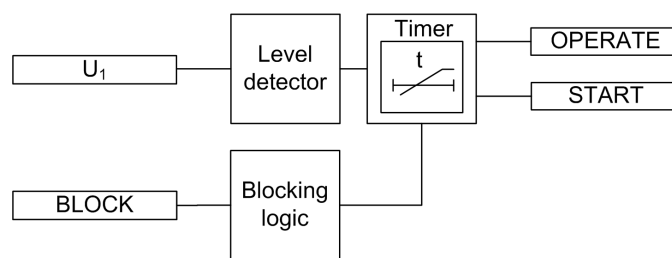 U₁
Level
detector
Timer
t
OPERATE
START
BLOCK
Blocking
logic